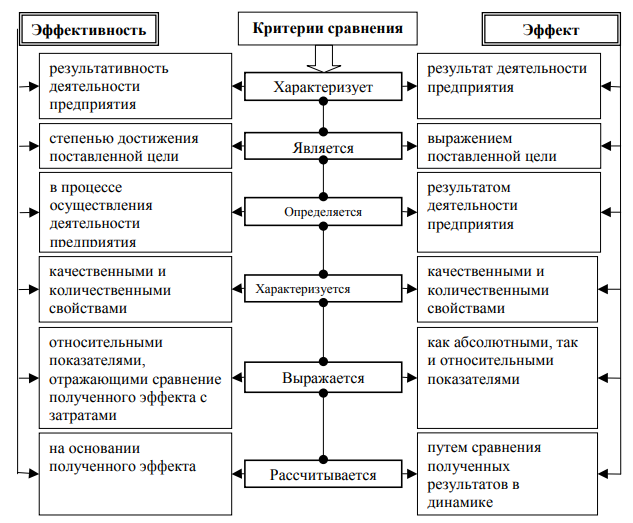 Эффективность
Критерии сравнения
Эффект
результативность
деятельности
предприятия
Характеризует
результат деятельности
предприятия
степенью достижения
поставленной цели
Является
выражением
поставленной цели
в процессе
осуществления
деятельности
предприятия
Определяется
результатом
деятельности
предприятия
качественными и
количественными
свойствами
Характеризуется
качественными и
количественными
свойствами
относительными
показателями,
отражающими сравнение
полученного эффекта с
затратами
Выражается
как абсолютными, так
и относительными
показателями
на основании
полученного эффекта
Рассчитывается
путем сравнения
полученных
результатов в
динамике